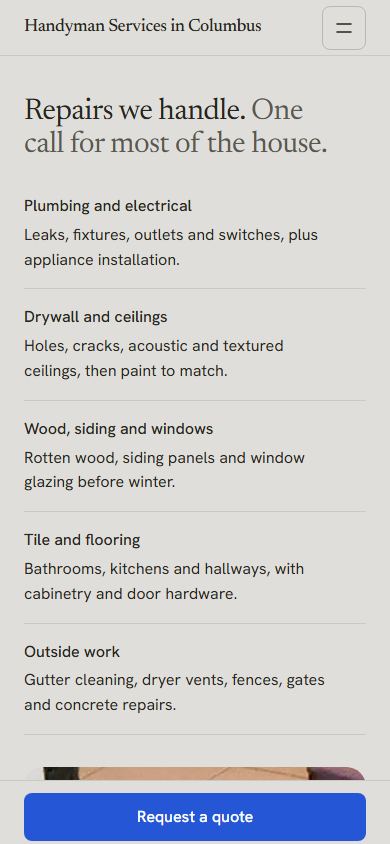 Handyman Services in Columbus
Repairs we handle. One
call for most of the house.
Plumbing and electrical
Leaks, fixtures, outlets and switches, plus
appliance installation.
Drywall and ceilings
Holes, cracks, acoustic and textured
ceilings, then paint to match.
Wood, siding and windows
Rotten wood, siding panels and window
glazing before winter.
Tile and flooring
Bathrooms, kitchens and hallways, with
cabinetry and door hardware.
Outside work
Gutter cleaning, dryer vents, fences, gates
and concrete repairs.
Request a quote